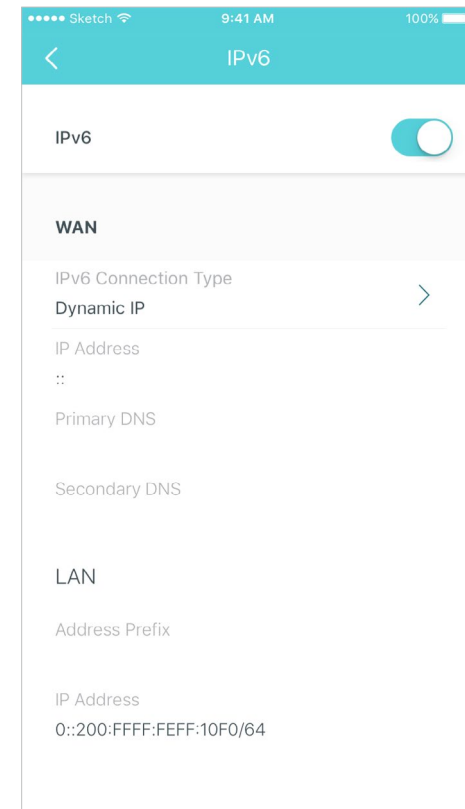 Sketch 9:41 AM 100%
IPv6
IPv6
WAN
IPv6 Connection Type
Dynamic IP
IP Address
::
Primary DNS
Secondary DNS
LAN
Address Prefix
IP Address
0::200:FFFF:FEFF:10F0/64